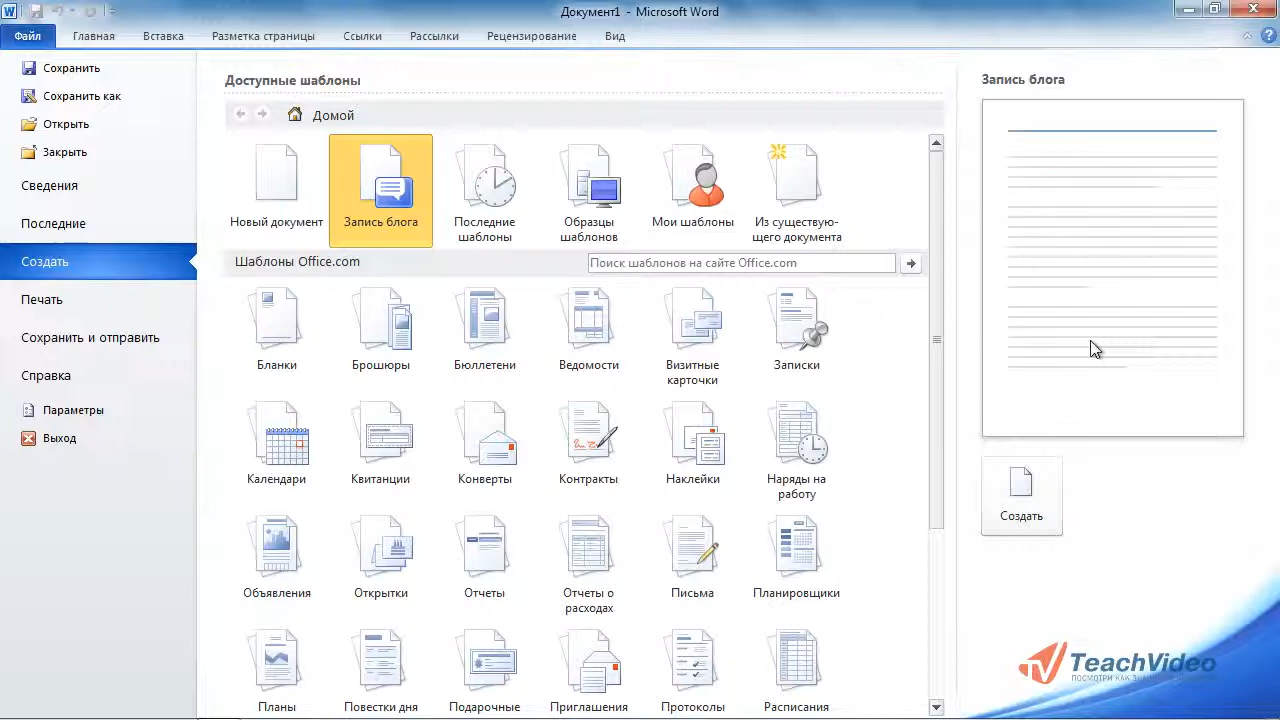 Документ1 - Microsoft Word
Файл Главная Вставка Разметка страницы Ссылки Рассылки Рецензирование Вид
Сохранить
Сохранить как
Открыть
Закрыть
Сведения
Последние
Создать
Печать
Сохранить и отправить
Справка
Параметры
Выход
Доступные шаблоны
Домой
Новый документ
Запись блога
Последние
шаблоны
Образцы
шаблонов
Мои шаблоны
Из существую-
щего документа
Шаблоны Office.com
Поиск шаблонов на сайте Office.com
Бланки
Брошюры
Бюллетени
Ведомости
Визитные
карточки
Записки
Календари
Квитанции
Конверты
Контракты
Наклейки
Наряды на
работу
Объявления
Открытки
Отчеты
Отчеты о
расходах
Письма
Планировщики
Планы
Повестки дня
Подарочные
Приглашения
Протоколы
Расписания
Запись блога
Создать
TeachVideo
ПОСМОТРИ КАК